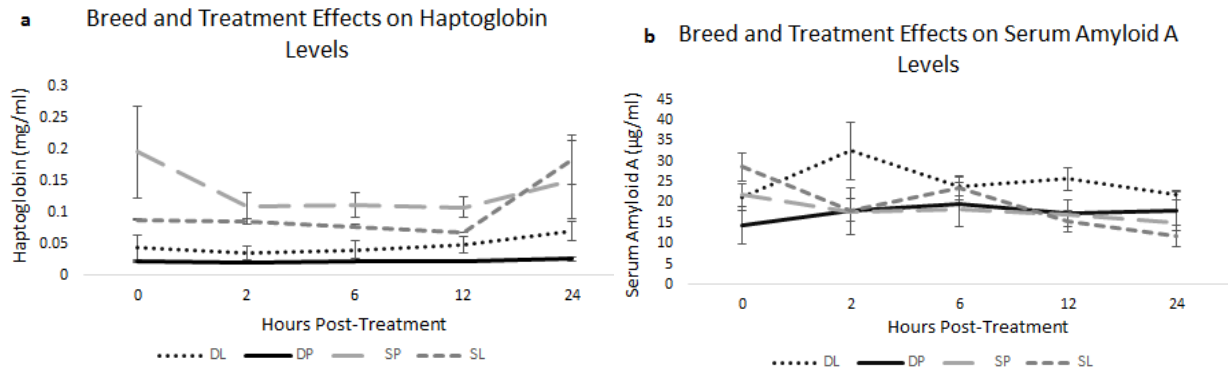 a Breed and Treatment Effects on Haptoglobin
Levels
Haptoglobin (mg/ml)
0.3
0.25
0.2
0.15
0.1
0.05
0
0 2 6 12 24
Hours Post-Treatment
DL DP SP SL
b Breed and Treatment Effects on Serum Amyloid A
Levels
Serum Amyloid A (µg/ml)
45
40
35
30
25
20
15
10
5
0
0 2 6 12 24
Hours Post-Treatment
DL DP SP SL